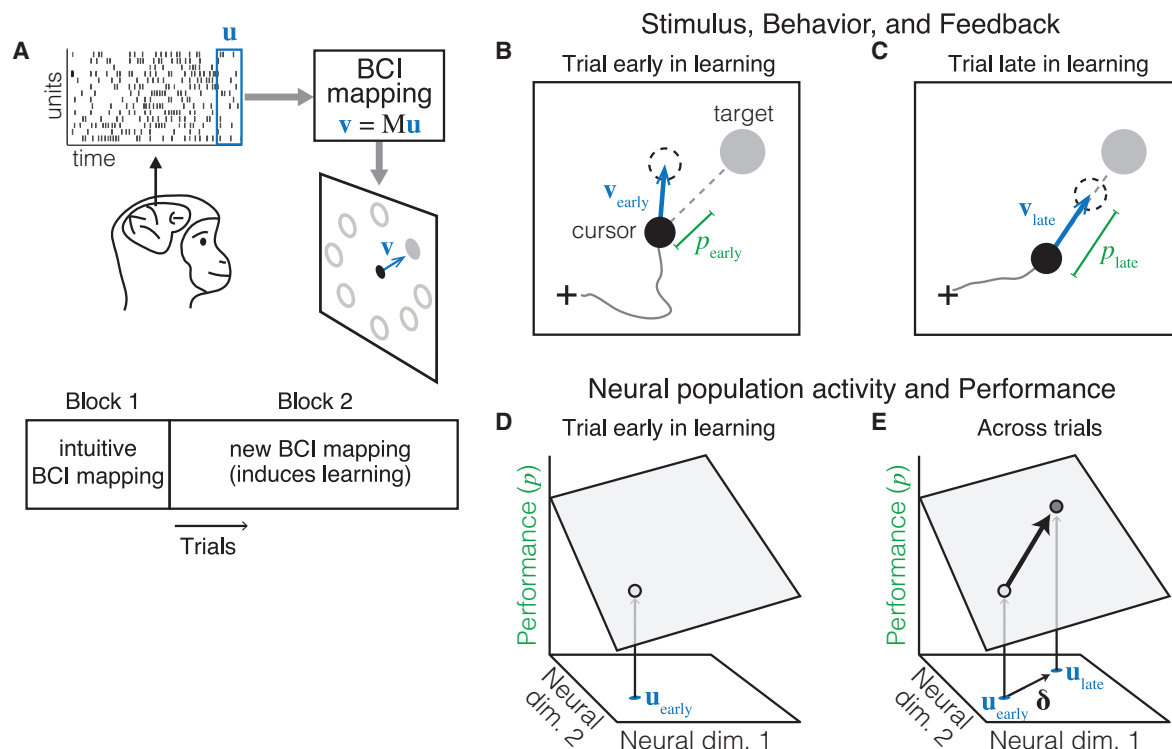 Stimulus, Behavior, and Feedback
A
u
units
time
BCI
mapping
v = Mu
v
B
Trial early in learning
target
v early
cursor
p early
+
C
Trial late in learning
v late
p late
+
Block 1
Block 2
intuitive
BCI mapping
new BCI mapping
(induces learning)
Trials
Neural population activity and Performance
D
Trial early in learning
Performance (p)
Neural
dim. 2
Neural dim. 1
u early
E
Across trials
Performance (p)
Neural
dim. 2
Neural dim. 1
u early
δ
u late